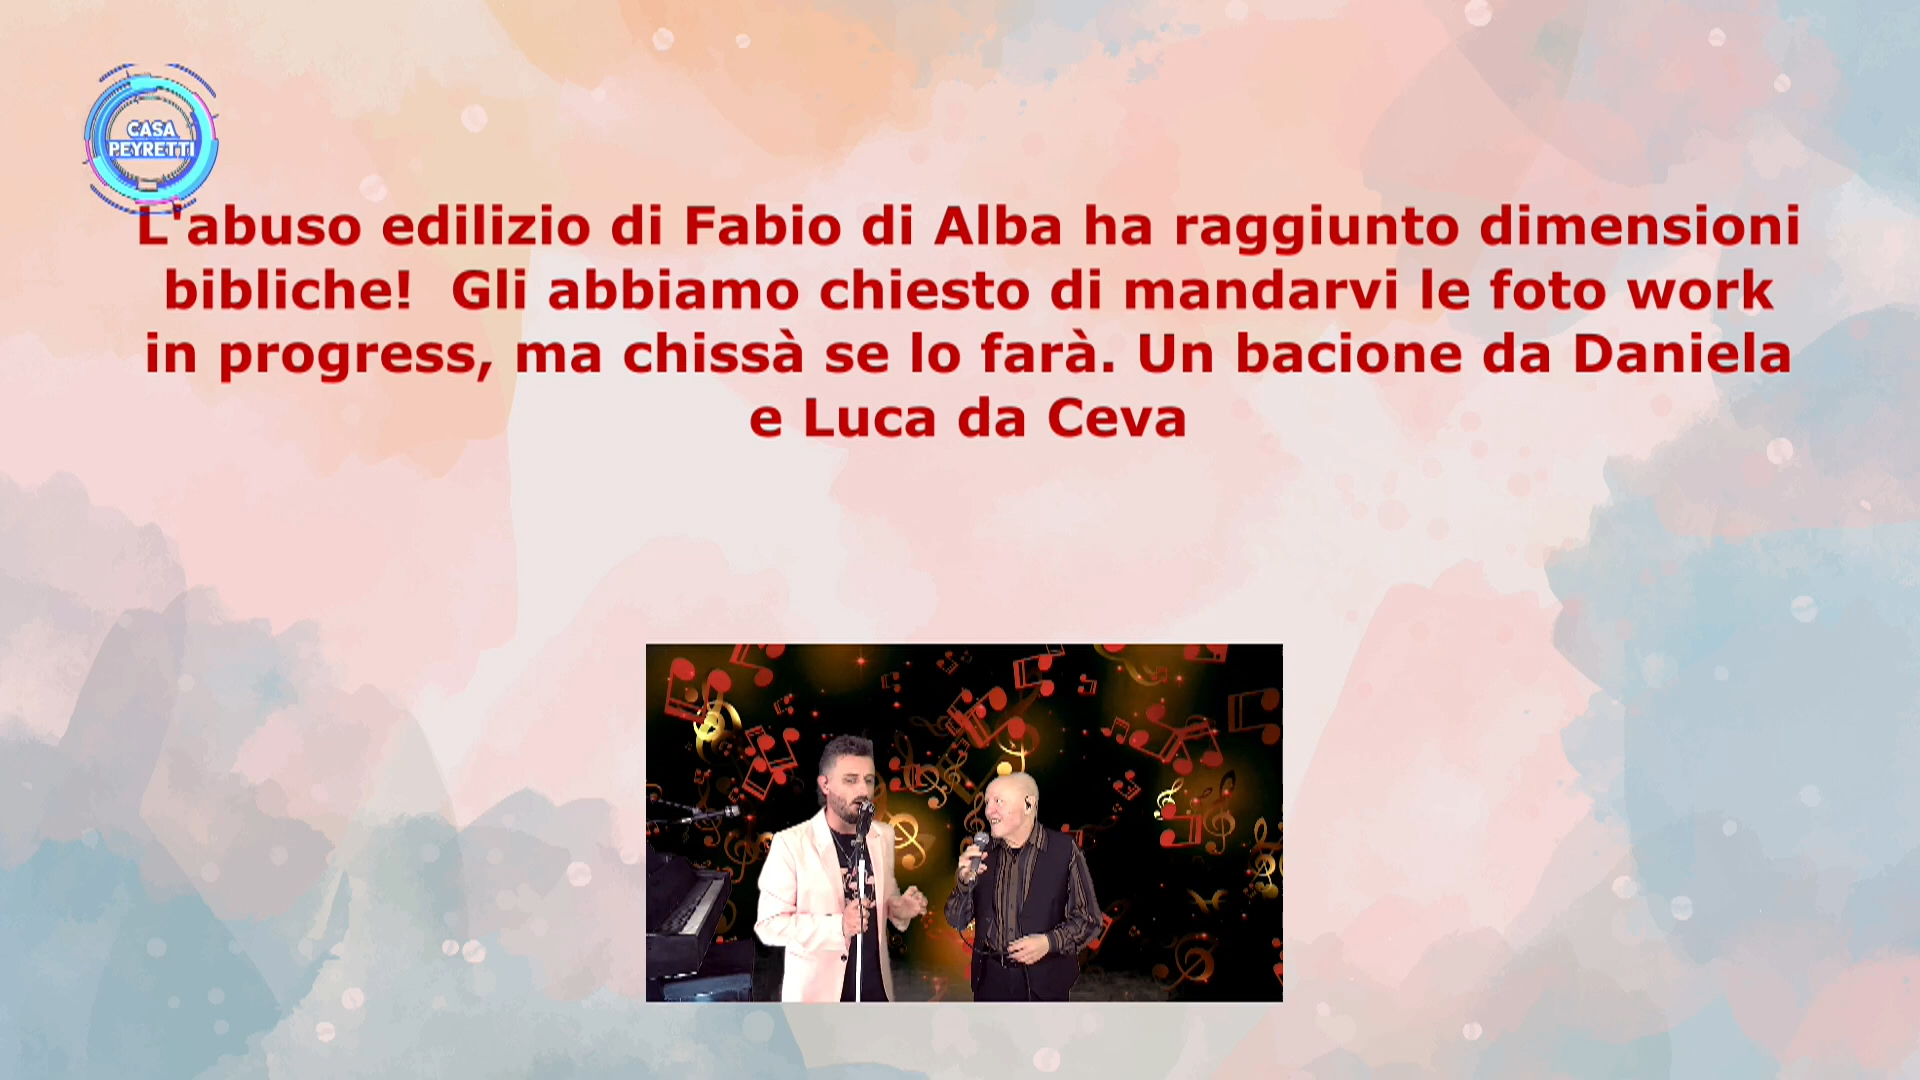 CASA
PEYRETTI
L'abuso edilizio di Fabio di Alba ha raggiunto dimensioni
bibliche!  Gli abbiamo chiesto di mandarvi le foto work
in progress, ma chissà se lo farà. Un bacione da Daniela
e Luca da Ceva